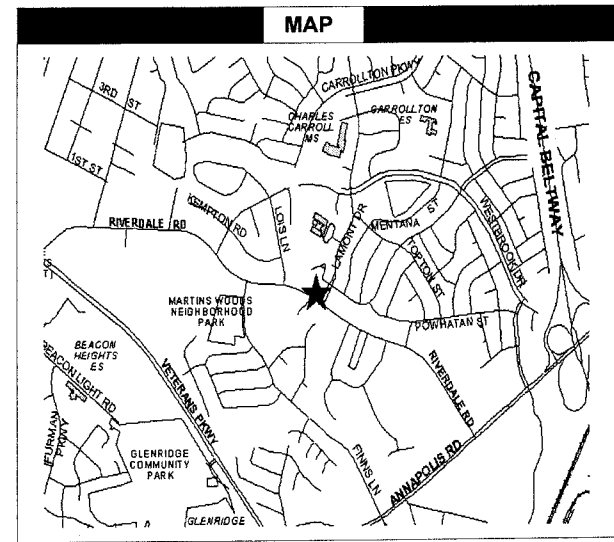 MAP
3RD ST
CARROLLTON PKWY
CAPITAL BELTWAY
CHARLES
CARROLL
MS
CARROLLTON
ES
1ST ST
KEMPTON RD
LOIS LN
LAMONT DR
MENTANA ST
WESTBROOK DR
RIVERDALE RD
TOPTON ST
MARTINS WOODS
NEIGHBORHOOD
PARK
POWHATAN ST
BEACON
HEIGHTS
ES
VETERANS PKWY
RIVERDALE RD
BEACON LIGHT RD
FURMAN
PKWY
GLENRIDGE
COMMUNITY
PARK
FINNS LN
ANNAPOLIS RD
GLENRIDGE